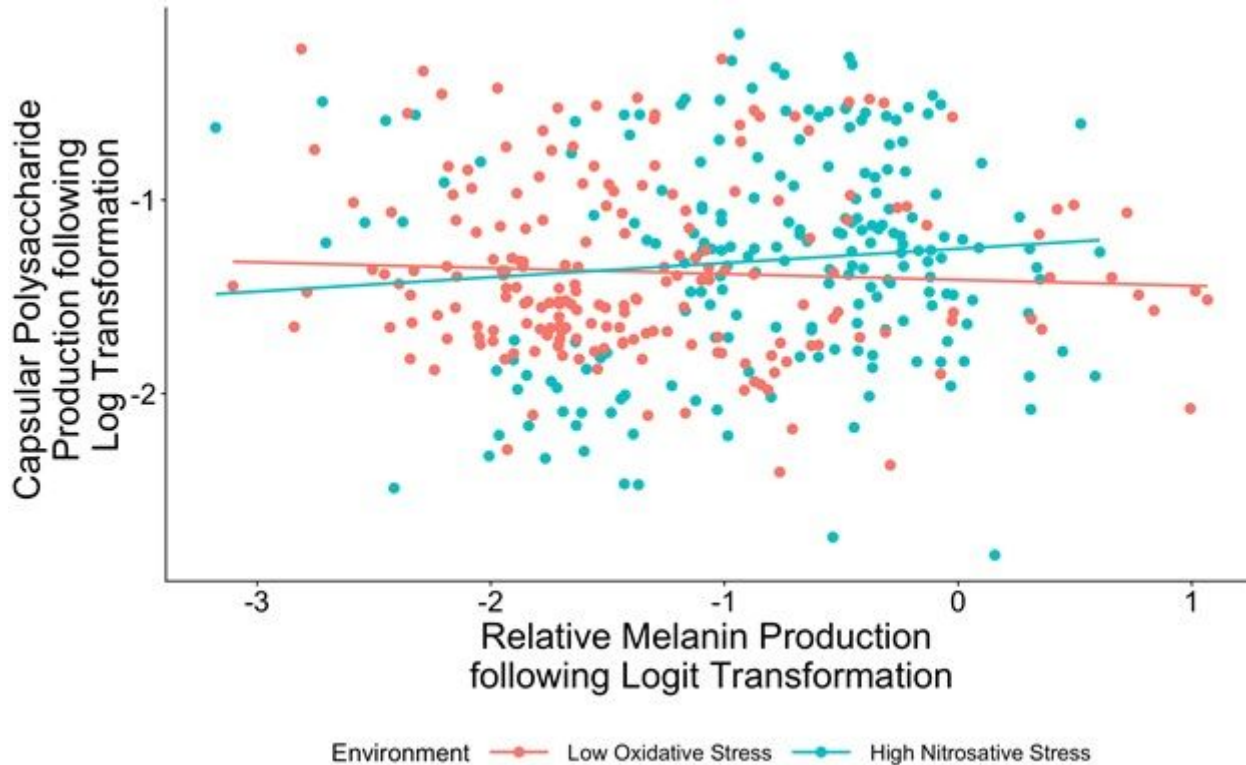 Capsular Polysaccharide
Production following
Log Transformation
-1
-2
-3
-2
-1
0
1
Relative Melanin Production
following Logit Transformation
Environment
Low Oxidative Stress
High Nitrosative Stress